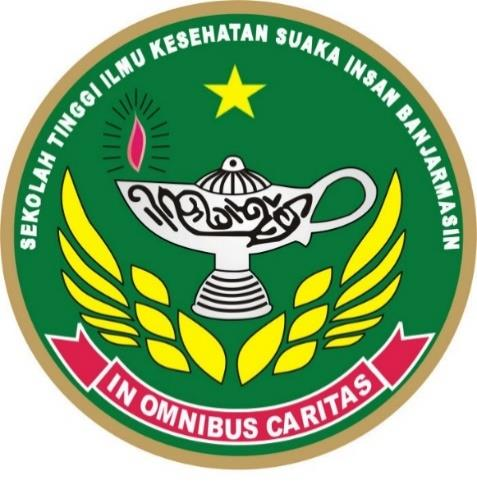 SEKOLAH TINGGI ILMU KESEHATAN SUAKA INSAN BANJARMASIN
IN OMNIBUS CARITAS